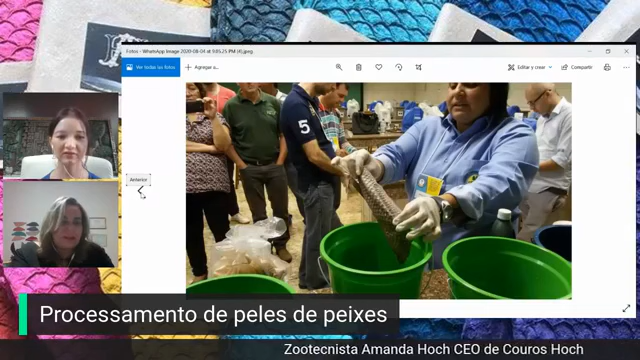 Fotos - WhatsApp Image 2020-08-04 at 9.05.25 PM (4).jpeg
Ver todas las fotos
Agregar a...
Editar y crear
Compartir
Anterior
5
Processamento de peles de peixes
Zootecnista Amanda Hoch CEO de Couros Hoch